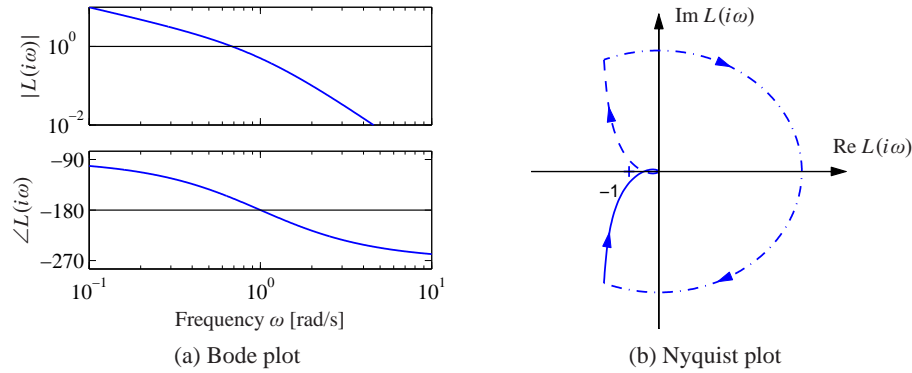 |L(iω)|
10^0
10^-2
∠L(iω)
−90
−180
−270
10^-1
10^0
10^1
Frequency ω [rad/s]
(a) Bode plot
Im L(iω)
Re L(iω)
−1
(b) Nyquist plot